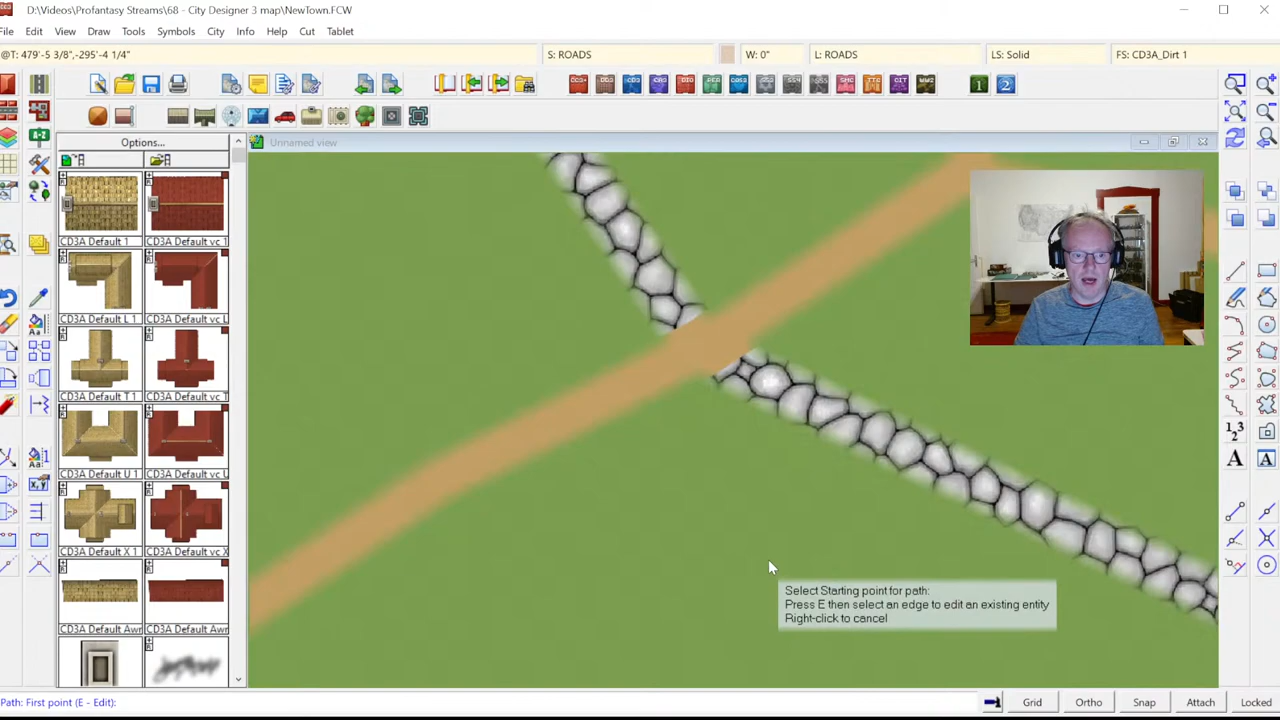 D:\Videos\Profantasy Streams\68 - City Designer 3 map\NewTown.FCW
File Edit View Draw Tools Symbols City Info Help Cut Tablet
@T: 479'-5 3/8",-295'-4 1/4" S: ROADS W: 0" L: ROADS LS: Solid FS: CD3A_Dirt 1
Options...
Unnamed view
CD3A Default 1 CD3A Default vc 1
CD3A Default L 1 CD3A Default vc L
CD3A Default T 1 CD3A Default vc T
CD3A Default U 1 CD3A Default vc U
CD3A Default X 1 CD3A Default vc X
CD3A Default Awr CD3A Default Awr
Select Starting point for path:
Press E then select an edge to edit an existing entity
Right-click to cancel
Path: First point (E - Edit): Grid Ortho Snap Attach Locked